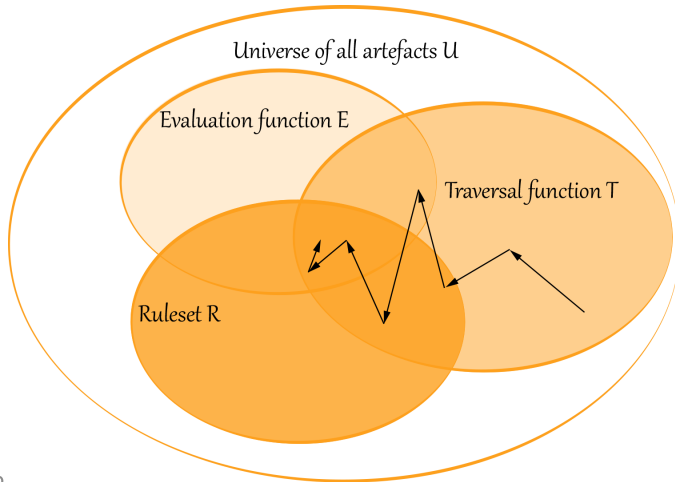 Universe of all artefacts U
Evaluation function E
Traversal function T
Ruleset R